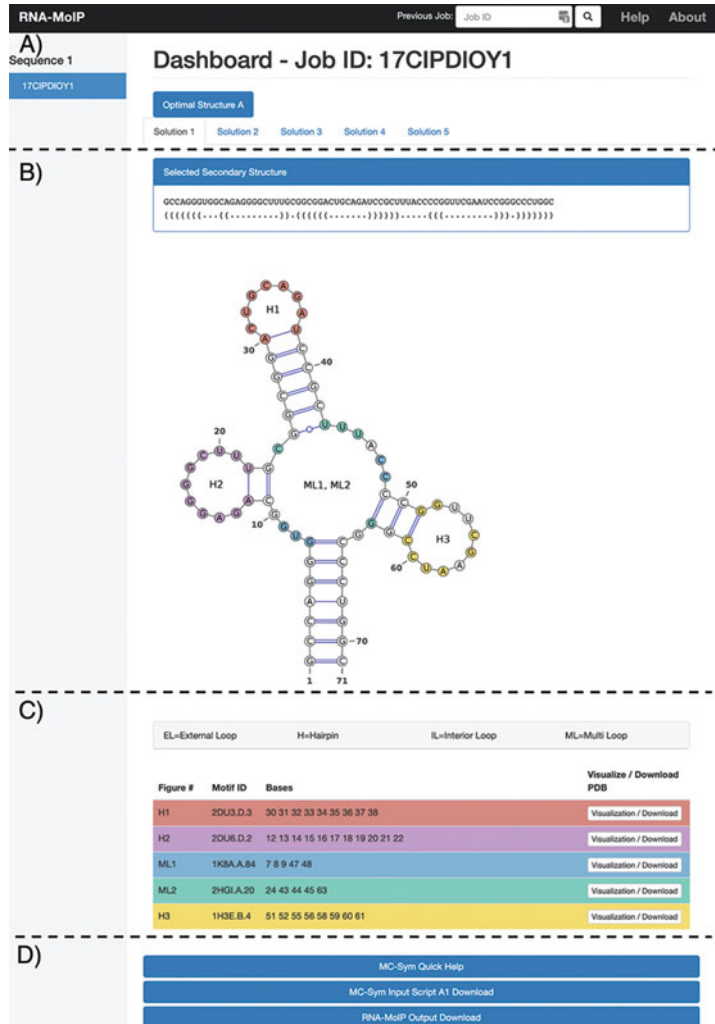 RNA-MoIP
Previous Job:
Job ID
Help
About
A)
Sequence 1
17CIPDIOY1
Dashboard - Job ID: 17CIPDIOY1
Optimal Structure A
Solution 1 Solution 2 Solution 3 Solution 4 Solution 5
B)
Selected Secondary Structure
GCCAGGGUGGCAGAGGGGCUUUGCGGCGGACUGCAGAUCCGCUUUACCCCGGUUCGAAUCCGGGCCCUGGC
(((((((...((.........)).((((((.......)))))).....(((.........))).)))))))
H1
30
40
20
H2
10
ML1, ML2
50
H3
60
70
1
71
C)
EL=External Loop H=Hairpin IL=Interior Loop ML=Multi Loop
Figure # Motif ID Bases Visualize / Download PDB
H1 2DU3.D.3 30 31 32 33 34 35 36 37 38 Visualization / Download
H2 2DU6.D.2 12 13 14 15 16 17 18 19 20 21 22 Visualization / Download
ML1 1K8A.A.84 7 8 9 47 48 Visualization / Download
ML2 2HGI.A.20 24 43 44 45 63 Visualization / Download
H3 1H3E.B.4 51 52 55 56 58 59 60 61 Visualization / Download
D)
MC-Sym Quick Help
MC-Sym Input Script A1 Download
RNA-MoIP Output Download